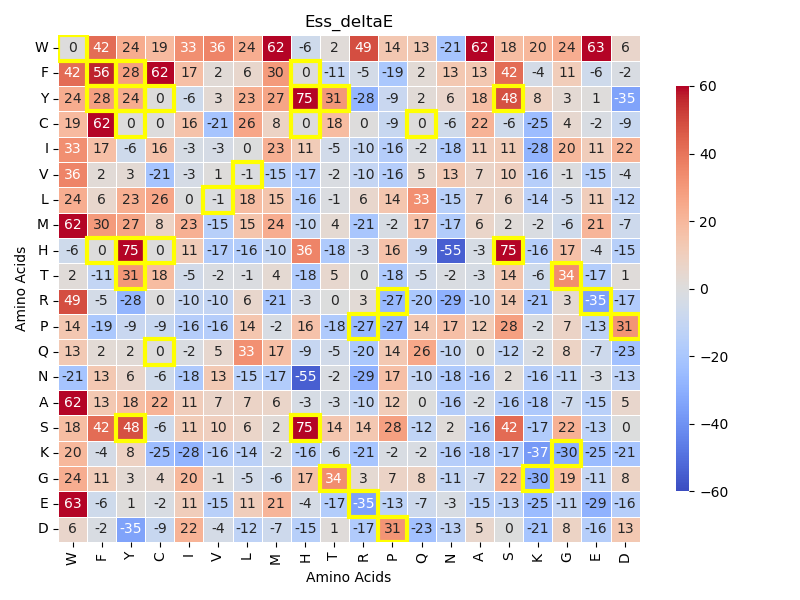 Ess_deltaE
W 0 42 24 19 33 36 24 62 -6 2 49 14 13 -21 62 18 20 24 63 6
F 42 56 28 62 17 2 6 30 0 -11 -5 -19 2 13 13 42 -4 11 -6 -2
Y 24 28 24 0 -6 3 23 27 75 31 -28 -9 2 6 18 48 8 3 1 -35
C 19 62 0 0 16 -21 26 8 0 18 0 -9 0 -6 22 -6 -25 4 -2 -9
I 33 17 -6 16 -3 -3 0 23 11 -5 -10 -16 -2 -18 11 11 -28 20 11 22
V 36 2 3 -21 -3 1 -1 -15 -17 -2 -10 -16 5 13 7 10 -16 -1 -15 -4
L 24 6 23 26 0 -1 18 15 -16 -1 6 14 33 -15 7 6 -14 -5 11 -12
M 62 30 27 8 23 -15 15 24 -10 4 -21 -2 17 -17 6 2 -2 -6 21 -7
H -6 0 75 0 11 -17 -16 -10 36 -18 -3 16 -9 -55 -3 75 -16 17 -4 -15
T 2 -11 31 18 -5 -2 -1 4 -18 5 0 -18 -5 -2 -3 14 -6 34 -17 1
R 49 -5 -28 0 -10 -10 6 -21 -3 0 3 -27 -20 -29 -10 14 -21 3 -35 -17
P 14 -19 -9 -9 -16 -16 14 -2 16 -18 -27 -27 14 17 12 28 -2 7 -13 31
Q 13 2 2 0 -2 5 33 17 -9 -5 -20 14 26 -10 0 -12 -2 8 -7 -23
N -21 13 6 -6 -18 13 -15 -17 -55 -2 -29 17 -10 -18 -16 2 -16 -11 -3 -13
A 62 13 18 22 11 7 7 6 -3 -3 -10 12 0 -16 -2 -16 -18 -7 -15 5
S 18 42 48 -6 11 10 6 2 75 14 14 28 -12 2 -16 42 -17 22 -13 0
K 20 -4 8 -25 -28 -16 -14 -2 -16 -6 -21 -2 -2 -16 -18 -17 -37 -30 -25 -21
G 24 11 3 4 20 -1 -5 -6 17 34 3 7 8 -11 -7 22 -30 19 -11 8
E 63 -6 1 -2 11 -15 11 21 -4 -17 -35 -13 -7 -3 -15 -13 -25 -11 -29 -16
D 6 -2 -35 -9 22 -4 -12 -7 -15 1 -17 31 -23 -13 5 0 -21 8 -16 13
W F Y C I V L M H T R P Q N A S K G E D
Amino Acids
Amino Acids
60
40
20
0
−20
−40
−60